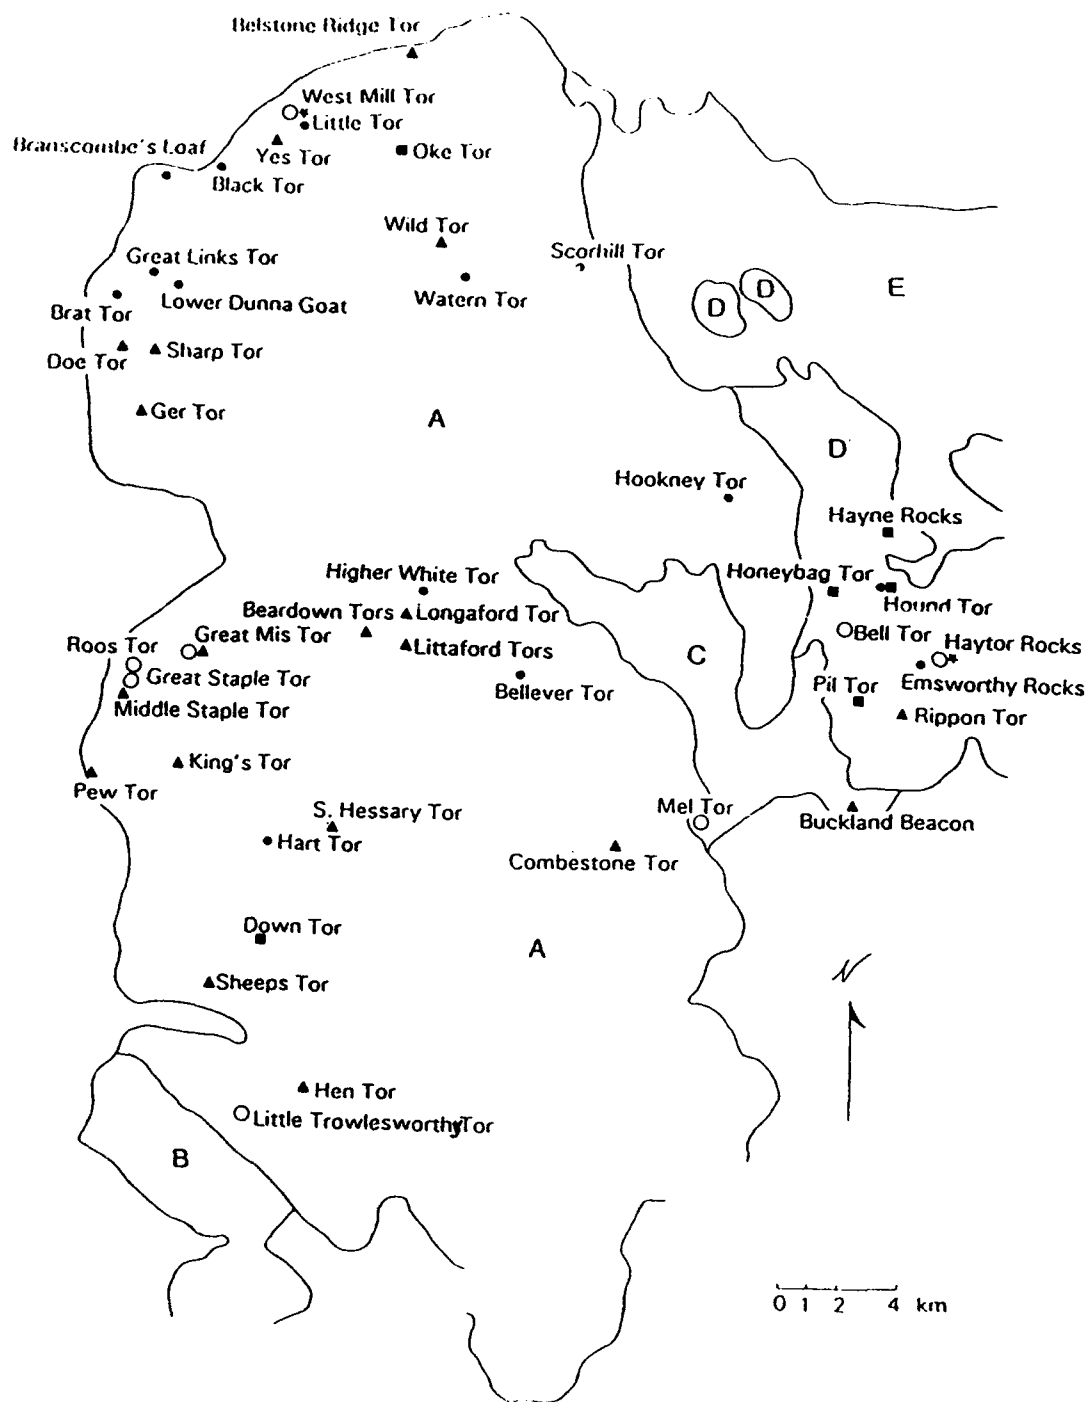 Belstone Ridge Tor
West Mill Tor
Little Tor
Branscombe's Loaf
Yes Tor
Oke Tor
Black Tor
Wild Tor
Scorhill Tor
Great Links Tor
Lower Dunna Goat
Watern Tor
D
D
E
Brat Tor
Doe Tor
Sharp Tor
Ger Tor
A
D
Hookney Tor
Hayne Rocks
Higher White Tor
Honeybag Tor
Beardown Tors
Longaford Tor
Hound Tor
Roos Tor
Great Mis Tor
Littaford Tors
C
Bell Tor
Haytor Rocks
Great Staple Tor
Bellever Tor
Pil Tor
Emsworthy Rocks
Middle Staple Tor
Rippon Tor
King's Tor
Pew Tor
S. Hessary Tor
Mel Tor
Buckland Beacon
Hart Tor
Combestone Tor
Down Tor
A
N
Sheeps Tor
Hen Tor
Little Trowlesworthy Tor
B
0 1 2 4 km